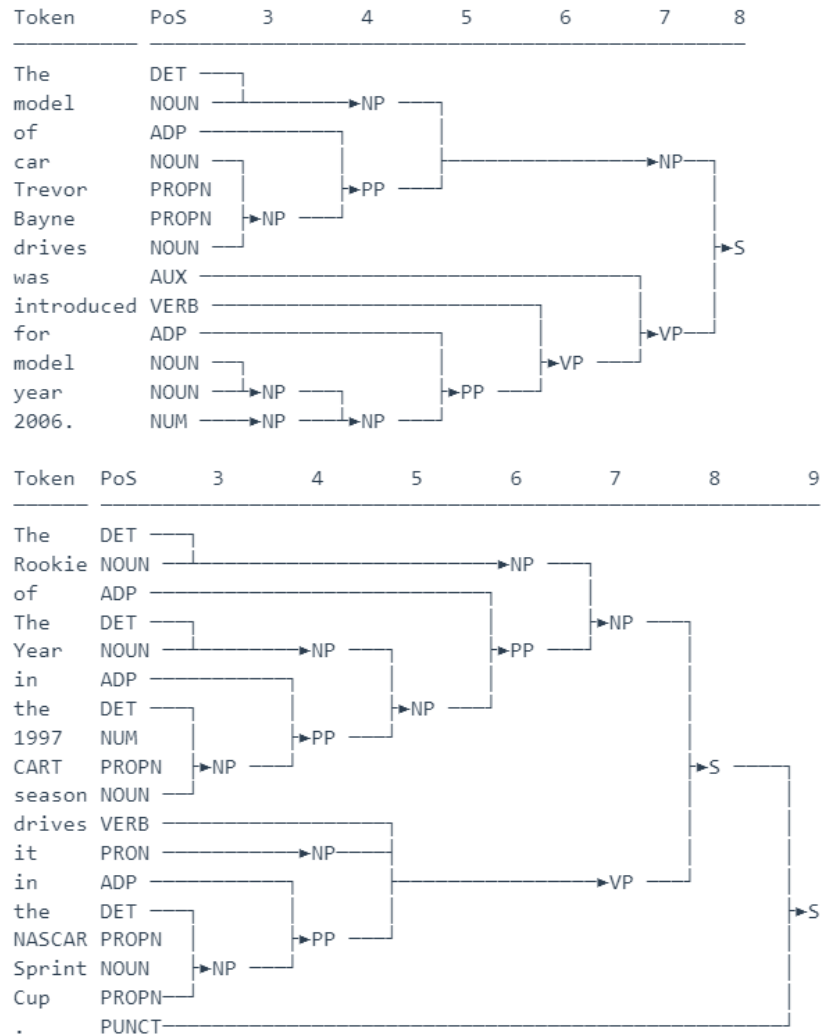 Token PoS 3 4 5 6 7 8
The DET
model NOUN NP
of ADP
car NOUN NP
Trevor PROPN PP
Bayne PROPN NP
drives NOUN S
was AUX
introduced VERB
for ADP VP
model NOUN VP
year NOUN NP PP
2006. NUM NP NP
Token PoS 3 4 5 6 7 8 9
The DET
Rookie NOUN NP
of ADP
The DET NP
Year NOUN NP PP
in ADP
the DET NP
1997 NUM PP
CART PROPN NP S
season NOUN
drives VERB
it PRON NP
in ADP VP
the DET S
NASCAR PROPN PP
Sprint NOUN NP
Cup PROPN
. PUNCT